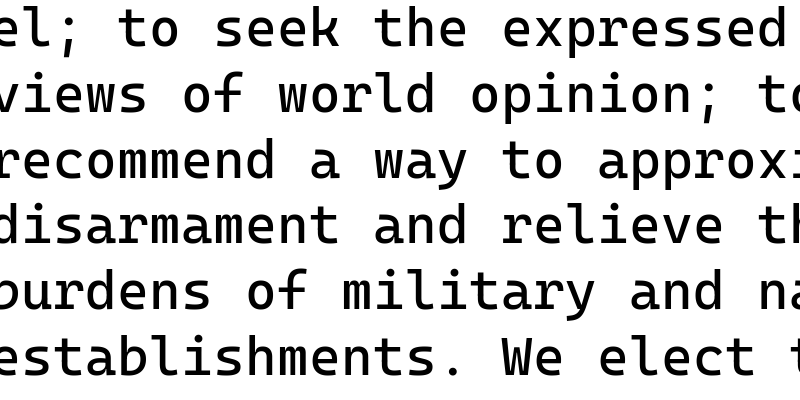 el; to seek the expressed
views of world opinion; to
recommend a way to approxi
disarmament and relieve th
burdens of military and na
establishments. We elect t